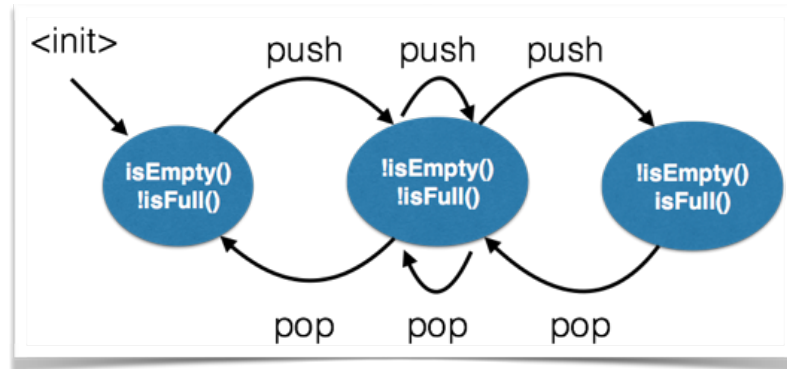 <init>
push
push
push
isEmpty()
!isFull()
!isEmpty()
!isFull()
!isEmpty()
isFull()
pop
pop
pop